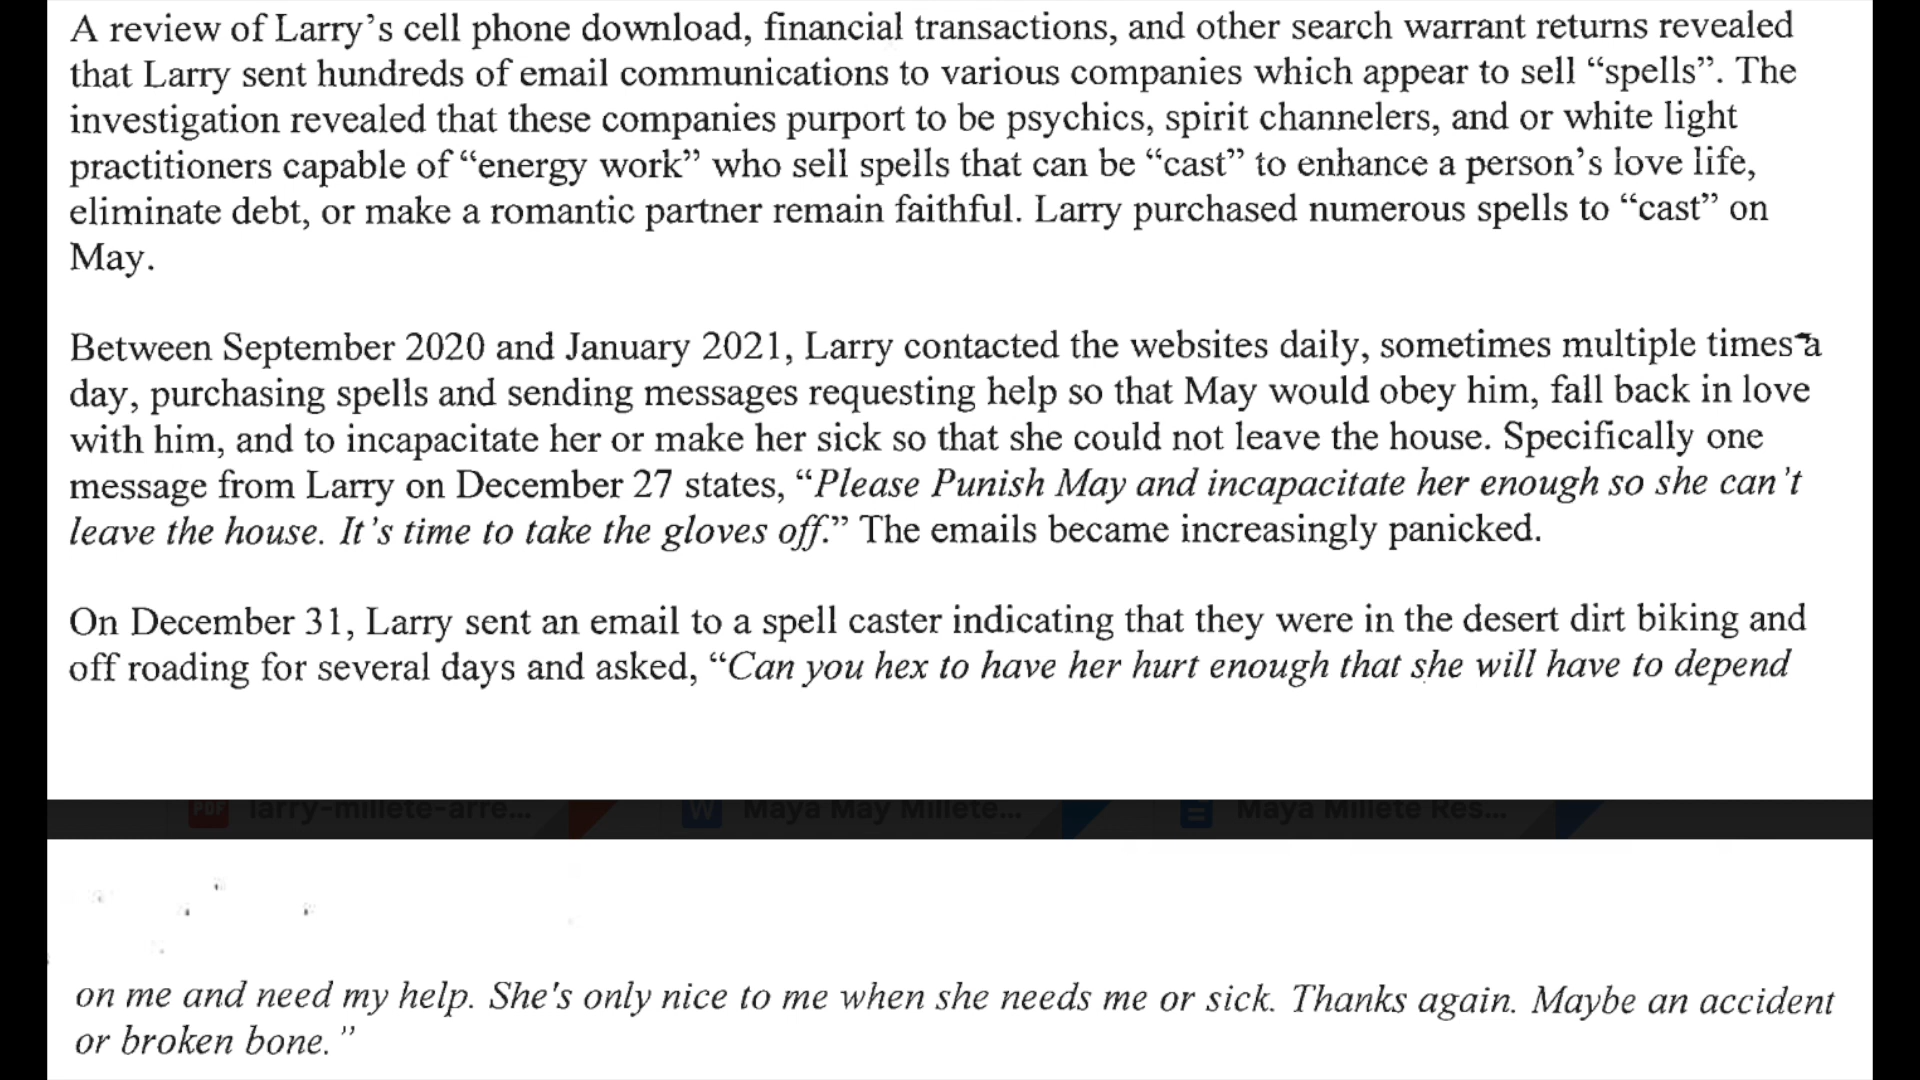 A review of Larry’s cell phone download, financial transactions, and other search warrant returns revealed
that Larry sent hundreds of email communications to various companies which appear to sell “spells”. The
investigation revealed that these companies purport to be psychics, spirit channelers, and or white light
practitioners capable of “energy work” who sell spells that can be “cast” to enhance a person’s love life,
eliminate debt, or make a romantic partner remain faithful. Larry purchased numerous spells to “cast” on
May.
Between September 2020 and January 2021, Larry contacted the websites daily, sometimes multiple times a
day, purchasing spells and sending messages requesting help so that May would obey him, fall back in love
with him, and to incapacitate her or make her sick so that she could not leave the house. Specifically one
message from Larry on December 27 states, “Please Punish May and incapacitate her enough so she can’t
leave the house. It’s time to take the gloves off.” The emails became increasingly panicked.
On December 31, Larry sent an email to a spell caster indicating that they were in the desert dirt biking and
off roading for several days and asked, “Can you hex to have her hurt enough that she will have to depend
PDF larry-millete-arre... W Maya May Millete... Maya Millete Res...
on me and need my help. She's only nice to me when she needs me or sick. Thanks again. Maybe an accident
or broken bone.”